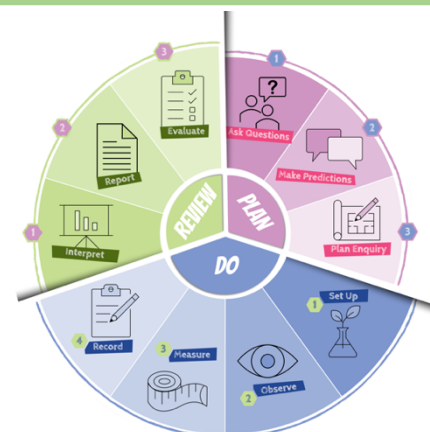 PLAN
1
Ask Questions
?
2
Make Predictions
3
Plan Enquiry
DO
1
Set Up
2
Observe
3
Measure
4
Record
REVIEW
1
Interpret
2
Report
3
Evaluate